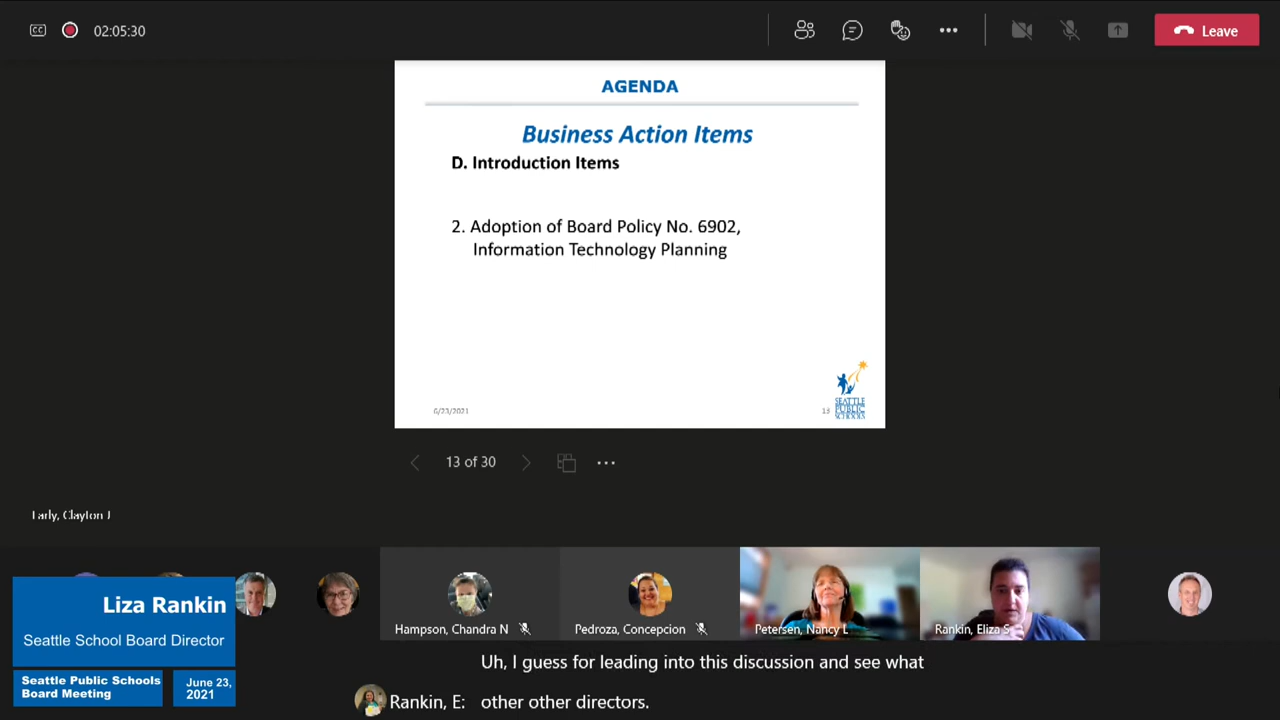 CC
02:05:30
Leave
AGENDA
Business Action Items
D. Introduction Items
2. Adoption of Board Policy No. 6902,
Information Technology Planning
6/23/2021
13
SEATTLE
PUBLIC
SCHOOLS
13 of 30
Clayton J
Hampson, Chandra N
Pedroza, Concepcion
Petersen, Nancy L
Rankin, Eliza S
Liza Rankin
Seattle School Board Director
Seattle Public Schools
Board Meeting
June 23,
2021
Uh, I guess for leading into this discussion and see what
Rankin, E: other other directors.